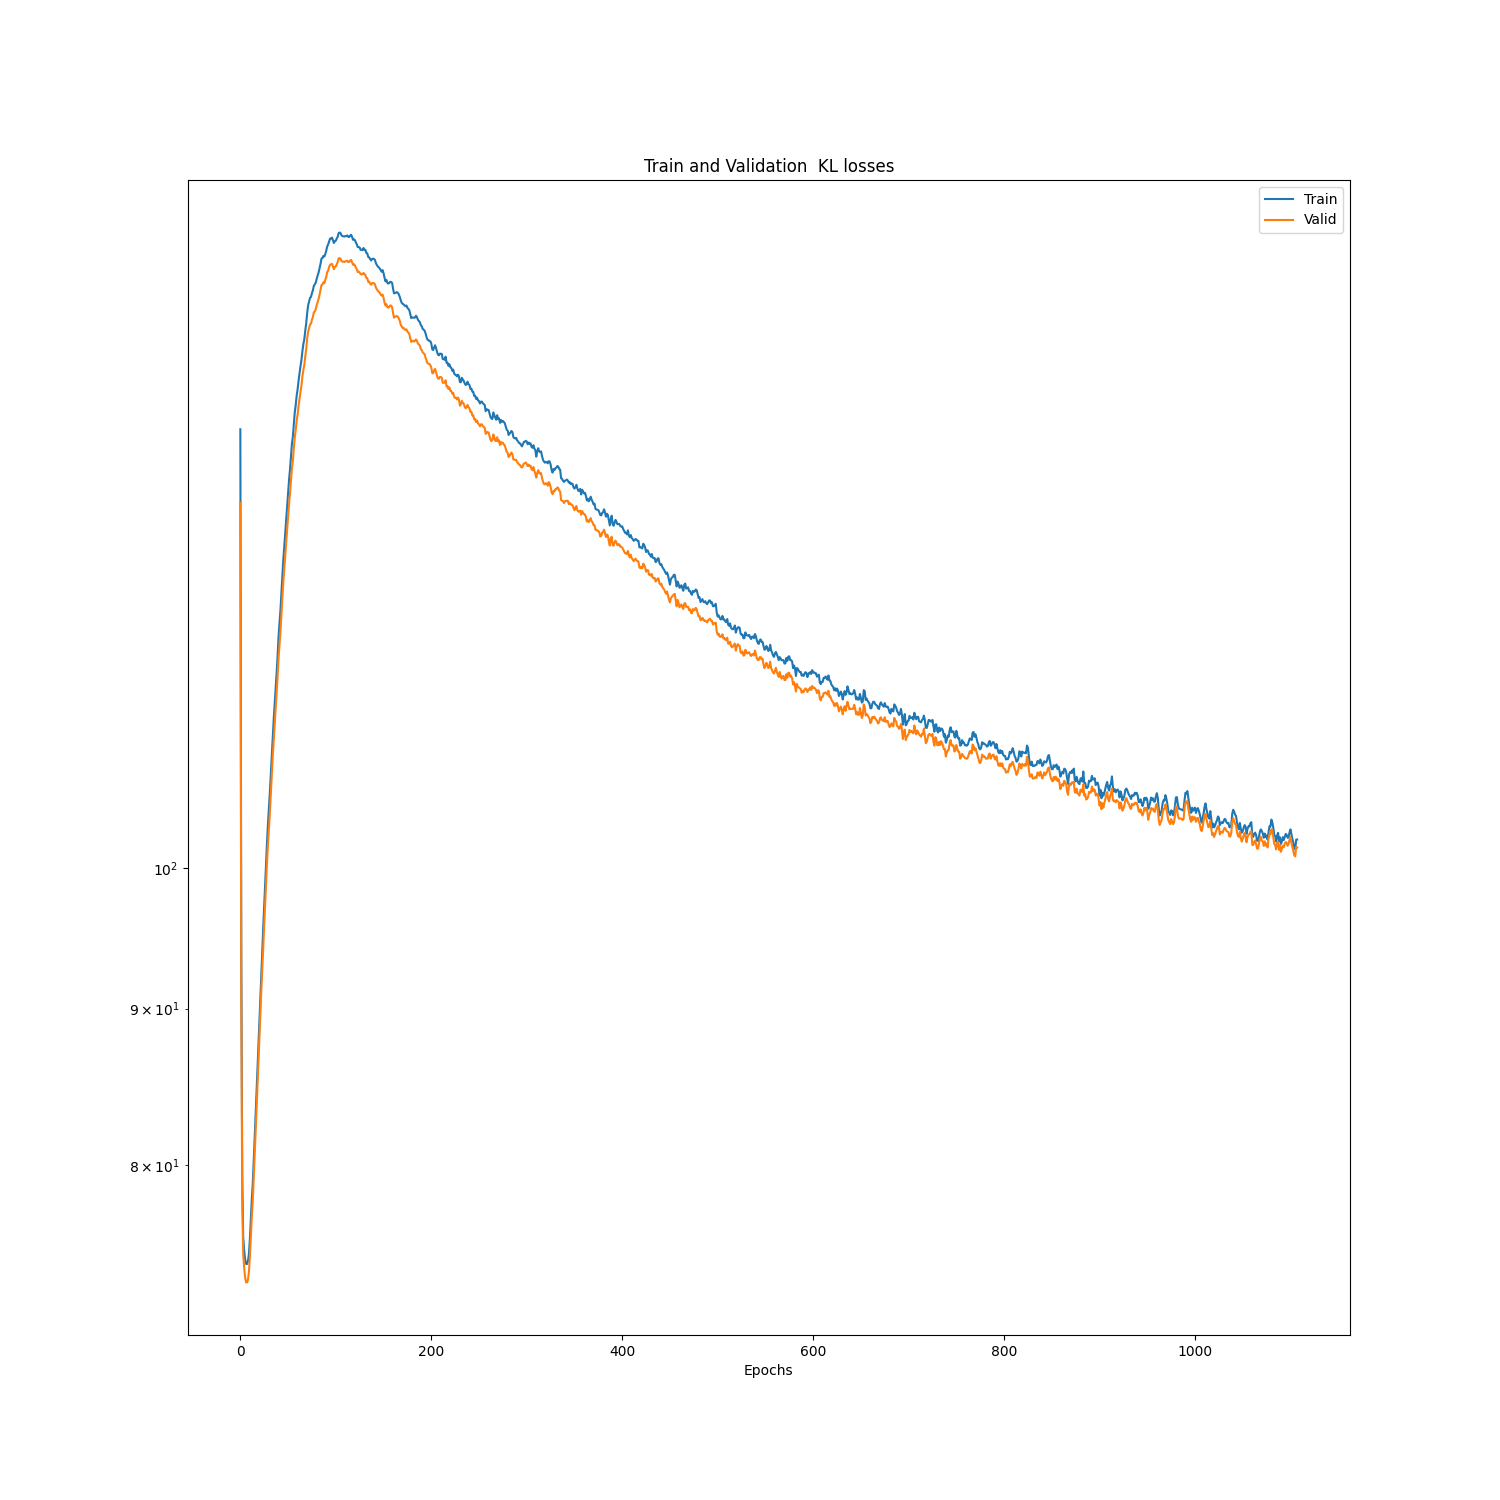 Train and Validation  KL losses
Train
Valid
10²
9 × 10¹
8 × 10¹
0 200 400 600 800 1000
Epochs